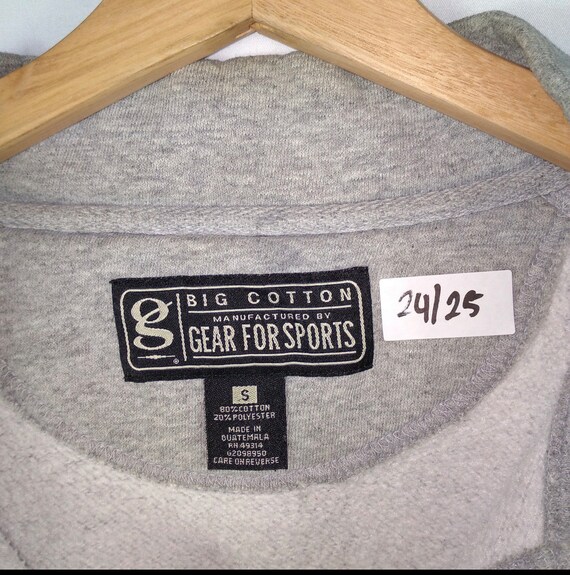 g
BIG COTTON
MANUFACTURED BY
GEAR FOR SPORTS
®
24/25
S
80% COTTON
20% POLYESTER
MADE IN
GUATEMALA
RN 49314
62098950
CARE ON REVERSE